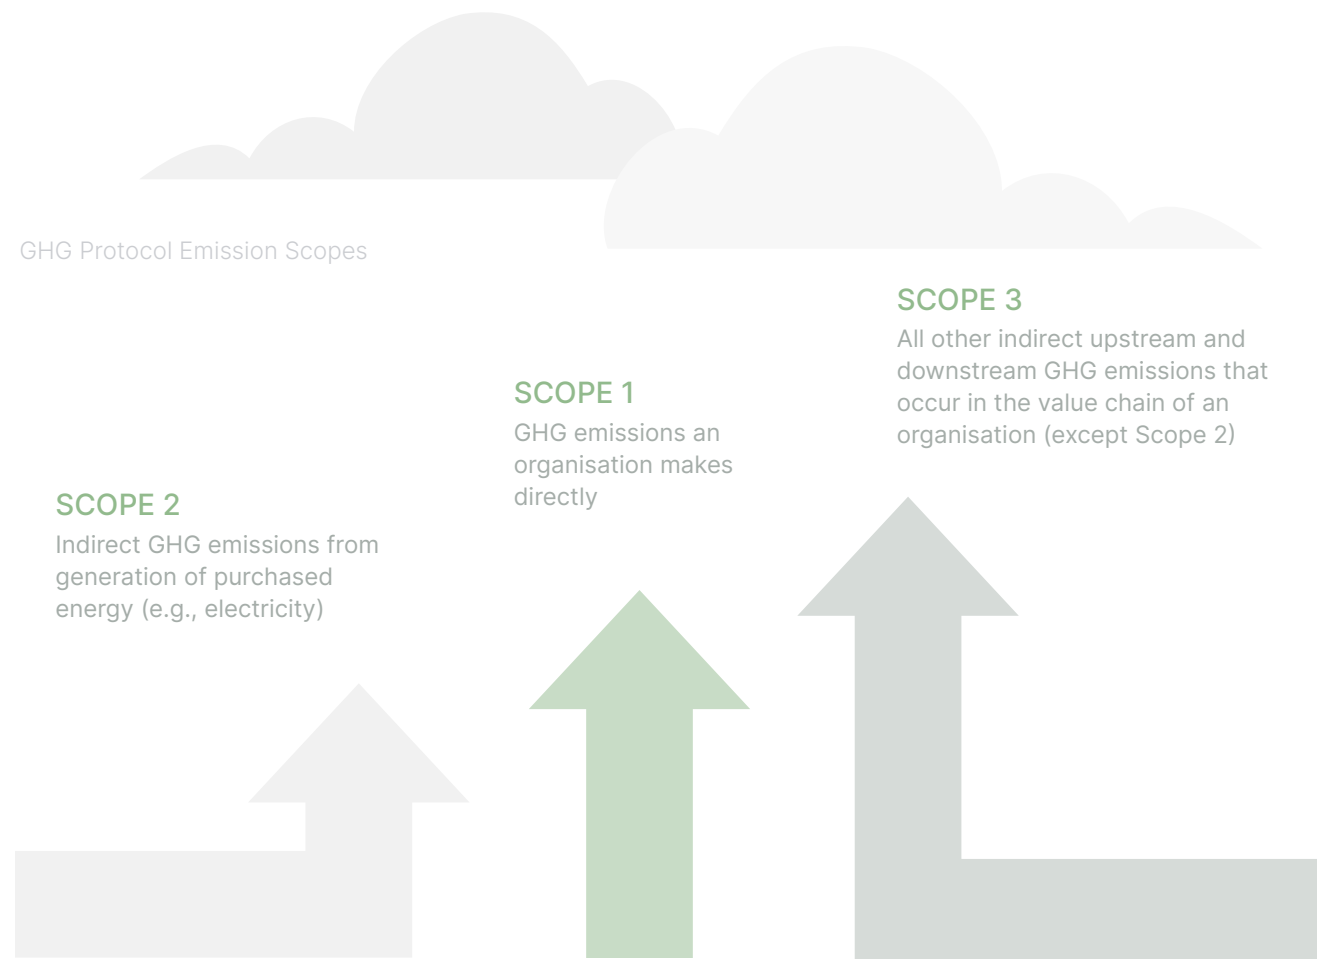 GHG Protocol Emission Scopes
SCOPE 3
All other indirect upstream and
downstream GHG emissions that
occur in the value chain of an
organisation (except Scope 2)
SCOPE 1
GHG emissions an
organisation makes
directly
SCOPE 2
Indirect GHG emissions from
generation of purchased
energy (e.g., electricity)